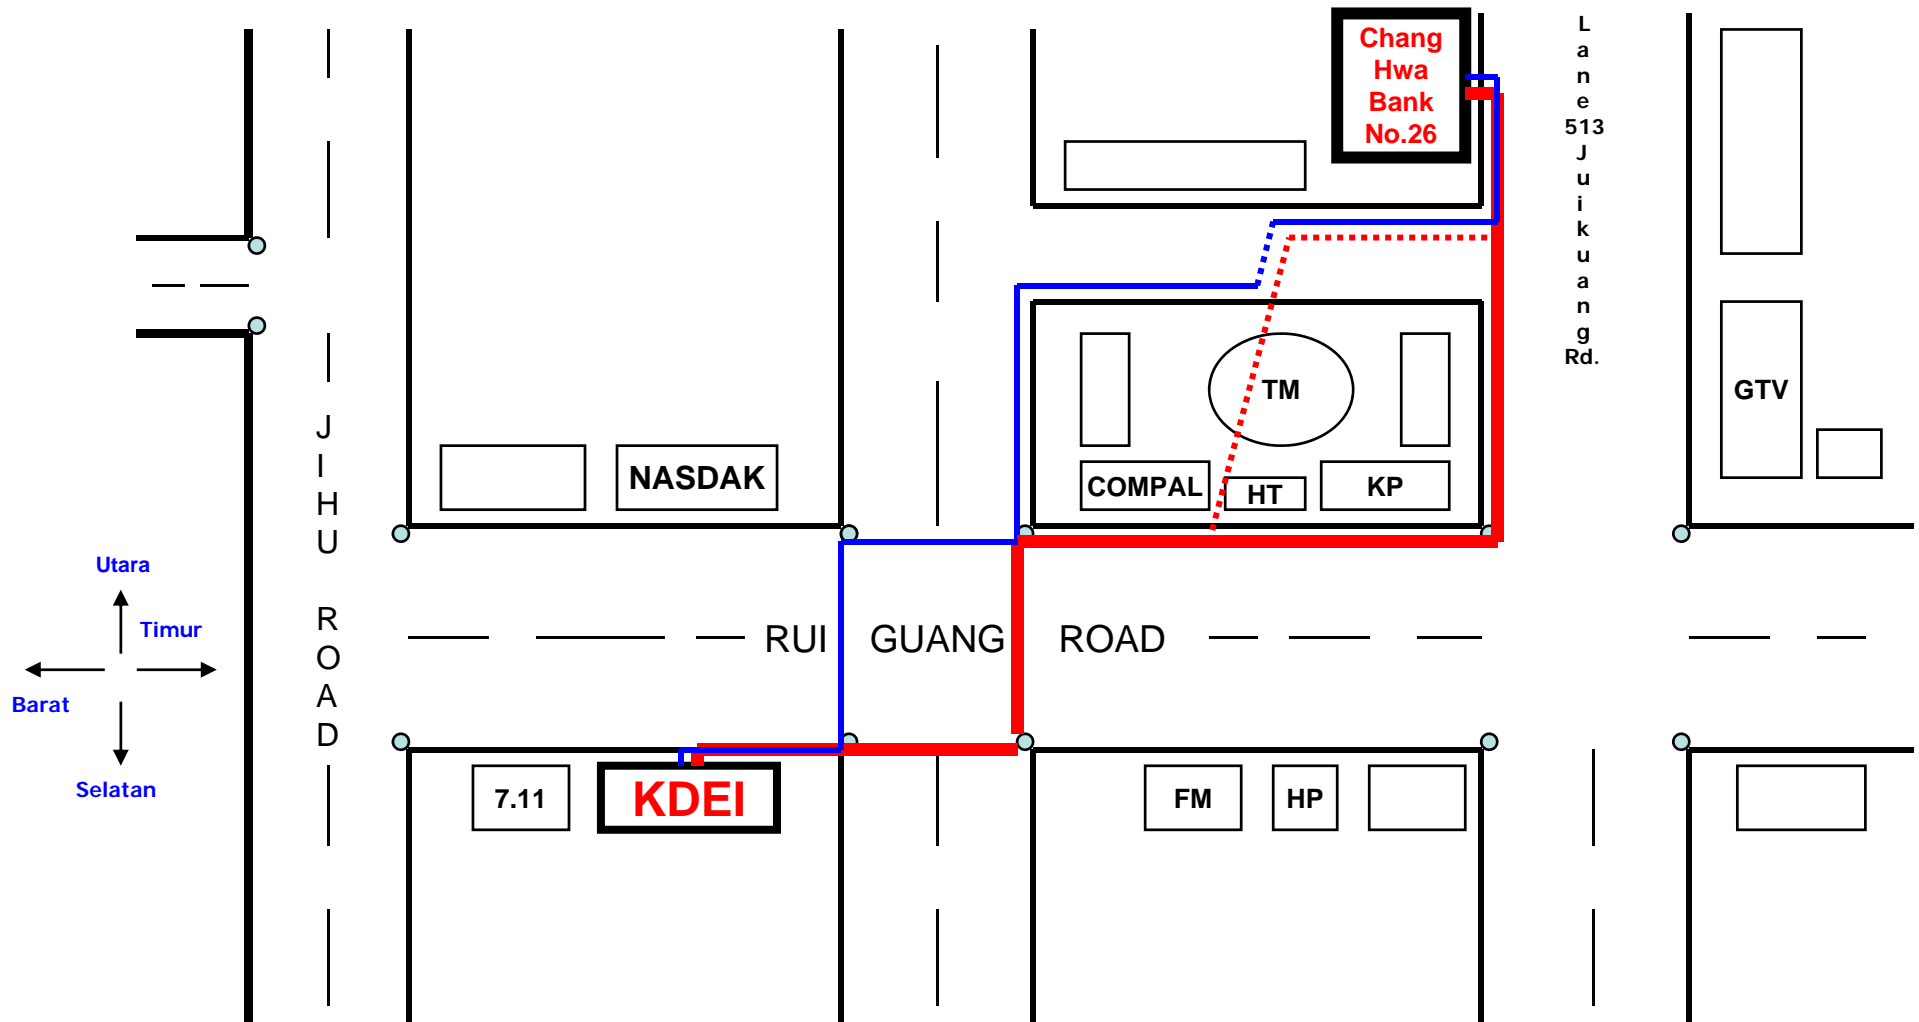 Chang
Hwa
Bank
No.26
Lane 513 Juikuang Rd.
JIHU ROAD
TM
GTV
NASDAK
COMPAL
HT
KP
Utara
Timur
Barat
Selatan
RUI GUANG ROAD
7.11
KDEI
FM
HP